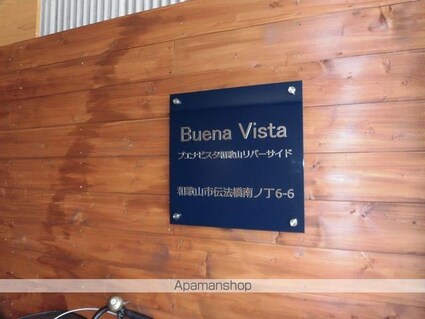 Buena Vista
ブエナビスタ和歌山リバーサイド
和歌山市伝法橋南ノ丁6-6
Apamanshop